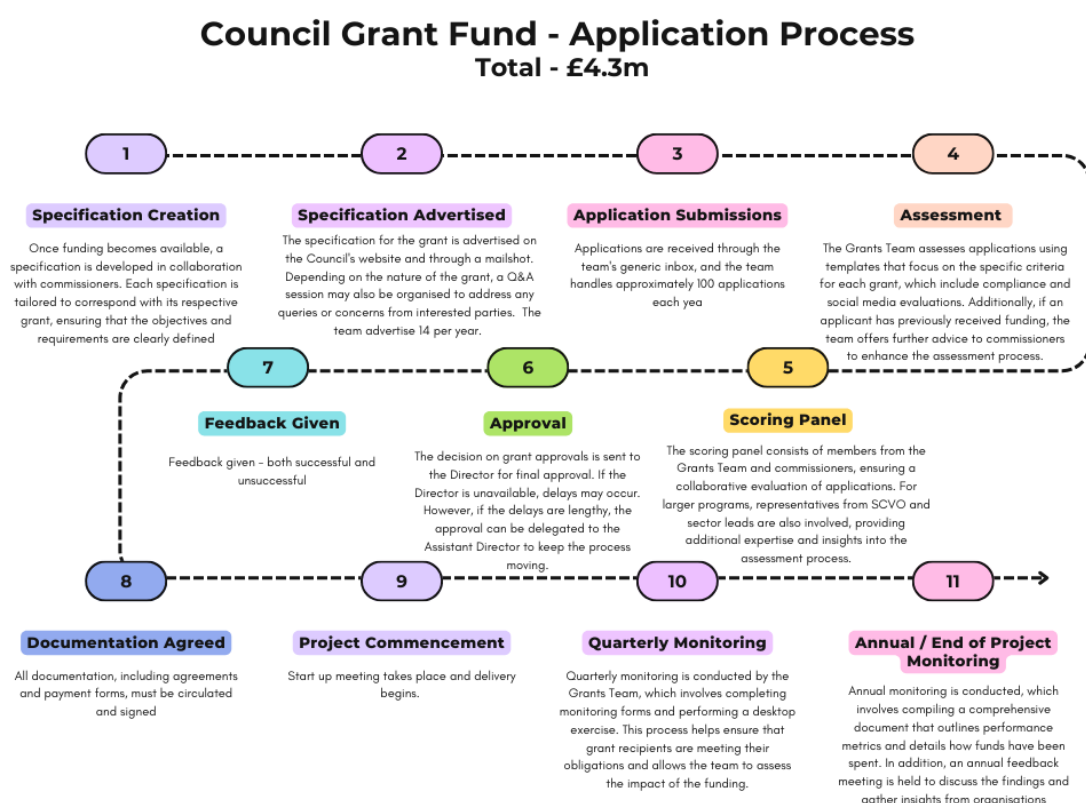 Council Grant Fund - Application Process
Total - £4.3m
1
2
3
4
Specification Creation
Once funding becomes available, a
specification is developed in collaboration
with commissioners. Each specification is
tailored to correspond with its respective
grant, ensuring that the objectives and
requirements are clearly defined
Specification Advertised
The specification for the grant is advertised on
the Council's website and through a mailshot.
Depending on the nature of the grant, a Q&A
session may also be organised to address any
queries or concerns from interested parties. The
team advertise 14 per year.
Application Submissions
Applications are received through the
team's generic inbox, and the team
handles approximately 100 applications
each yea
Assessment
The Grants Team assesses applications using
templates that focus on the specific criteria
for each grant, which include compliance and
social media evaluations. Additionally, if an
applicant has previously received funding, the
team offers further advice to commissioners
to enhance the assessment process.
5
Scoring Panel
The scoring panel consists of members from the
Grants Team and commissioners, ensuring a
collaborative evaluation of applications. For
larger programs, representatives from SCVO and
sector leads are also involved, providing
additional expertise and insights into the
assessment process.
6
Approval
The decision on grant approvals is sent to
the Director for final approval. If the
Director is unavailable, delays may occur.
However, if the delays are lengthy, the
approval can be delegated to the
Assistant Director to keep the process
moving.
7
Feedback Given
Feedback given - both successful and
unsuccessful
8
9
10
11
Documentation Agreed
All documentation, including agreements
and payment forms, must be circulated
and signed
Project Commencement
Start up meeting takes place and delivery
begins.
Quarterly Monitoring
Quarterly monitoring is conducted by the
Grants Team, which involves completing
monitoring forms and performing a desktop
exercise. This process helps ensure that
grant recipients are meeting their
obligations and allows the team to assess
the impact of the funding.
Annual / End of Project
Monitoring
Annual monitoring is conducted, which
involves compiling a comprehensive
document that outlines performance
metrics and details how funds have been
spent. In addition, an annual feedback
meeting is held to discuss the findings and
gather insights from organisations